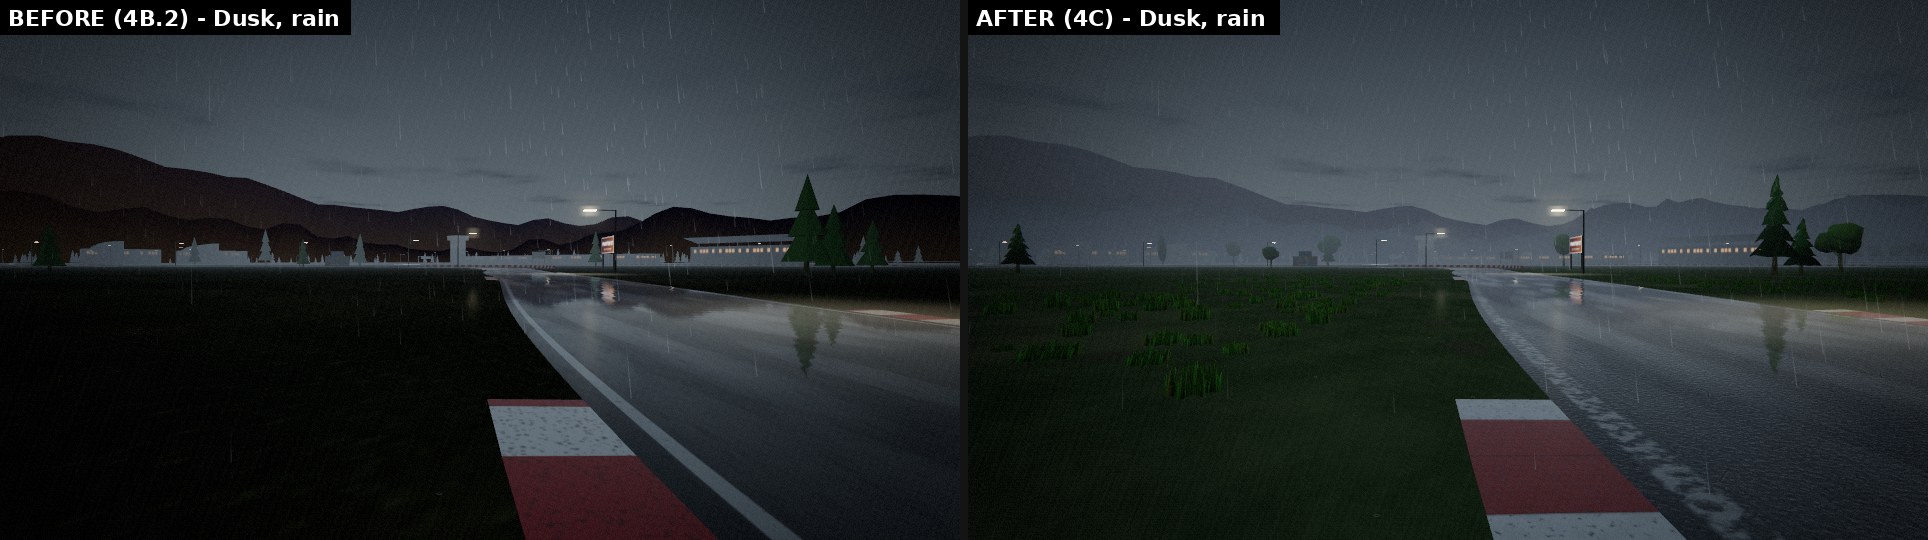 BEFORE (4B.2) - Dusk, rain
AFTER (4C) - Dusk, rain